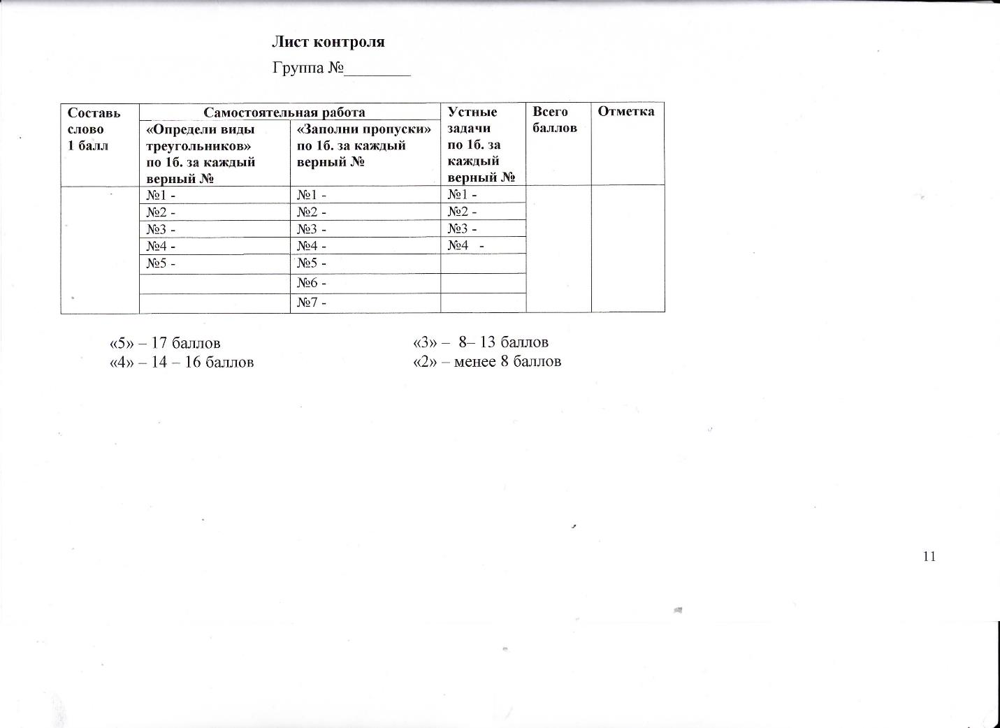 Лист контроля
Группа №________
Составь
слово
1 балл
Самостоятельная работа
«Определи виды
треугольников»
по 1б. за каждый
верный №
«Заполни пропуски»
по 1б. за каждый
верный №
Устные
задачи
по 1б. за
каждый
верный №
Всего
баллов
Отметка
№1 - №1 - №1 -
№2 - №2 - №2 -
№3 - №3 - №3 -
№4 - №4 - №4 -
№5 - №5 -
№6 -
№7 -
«5» – 17 баллов «3» – 8– 13 баллов
«4» – 14 – 16 баллов «2» – менее 8 баллов
11